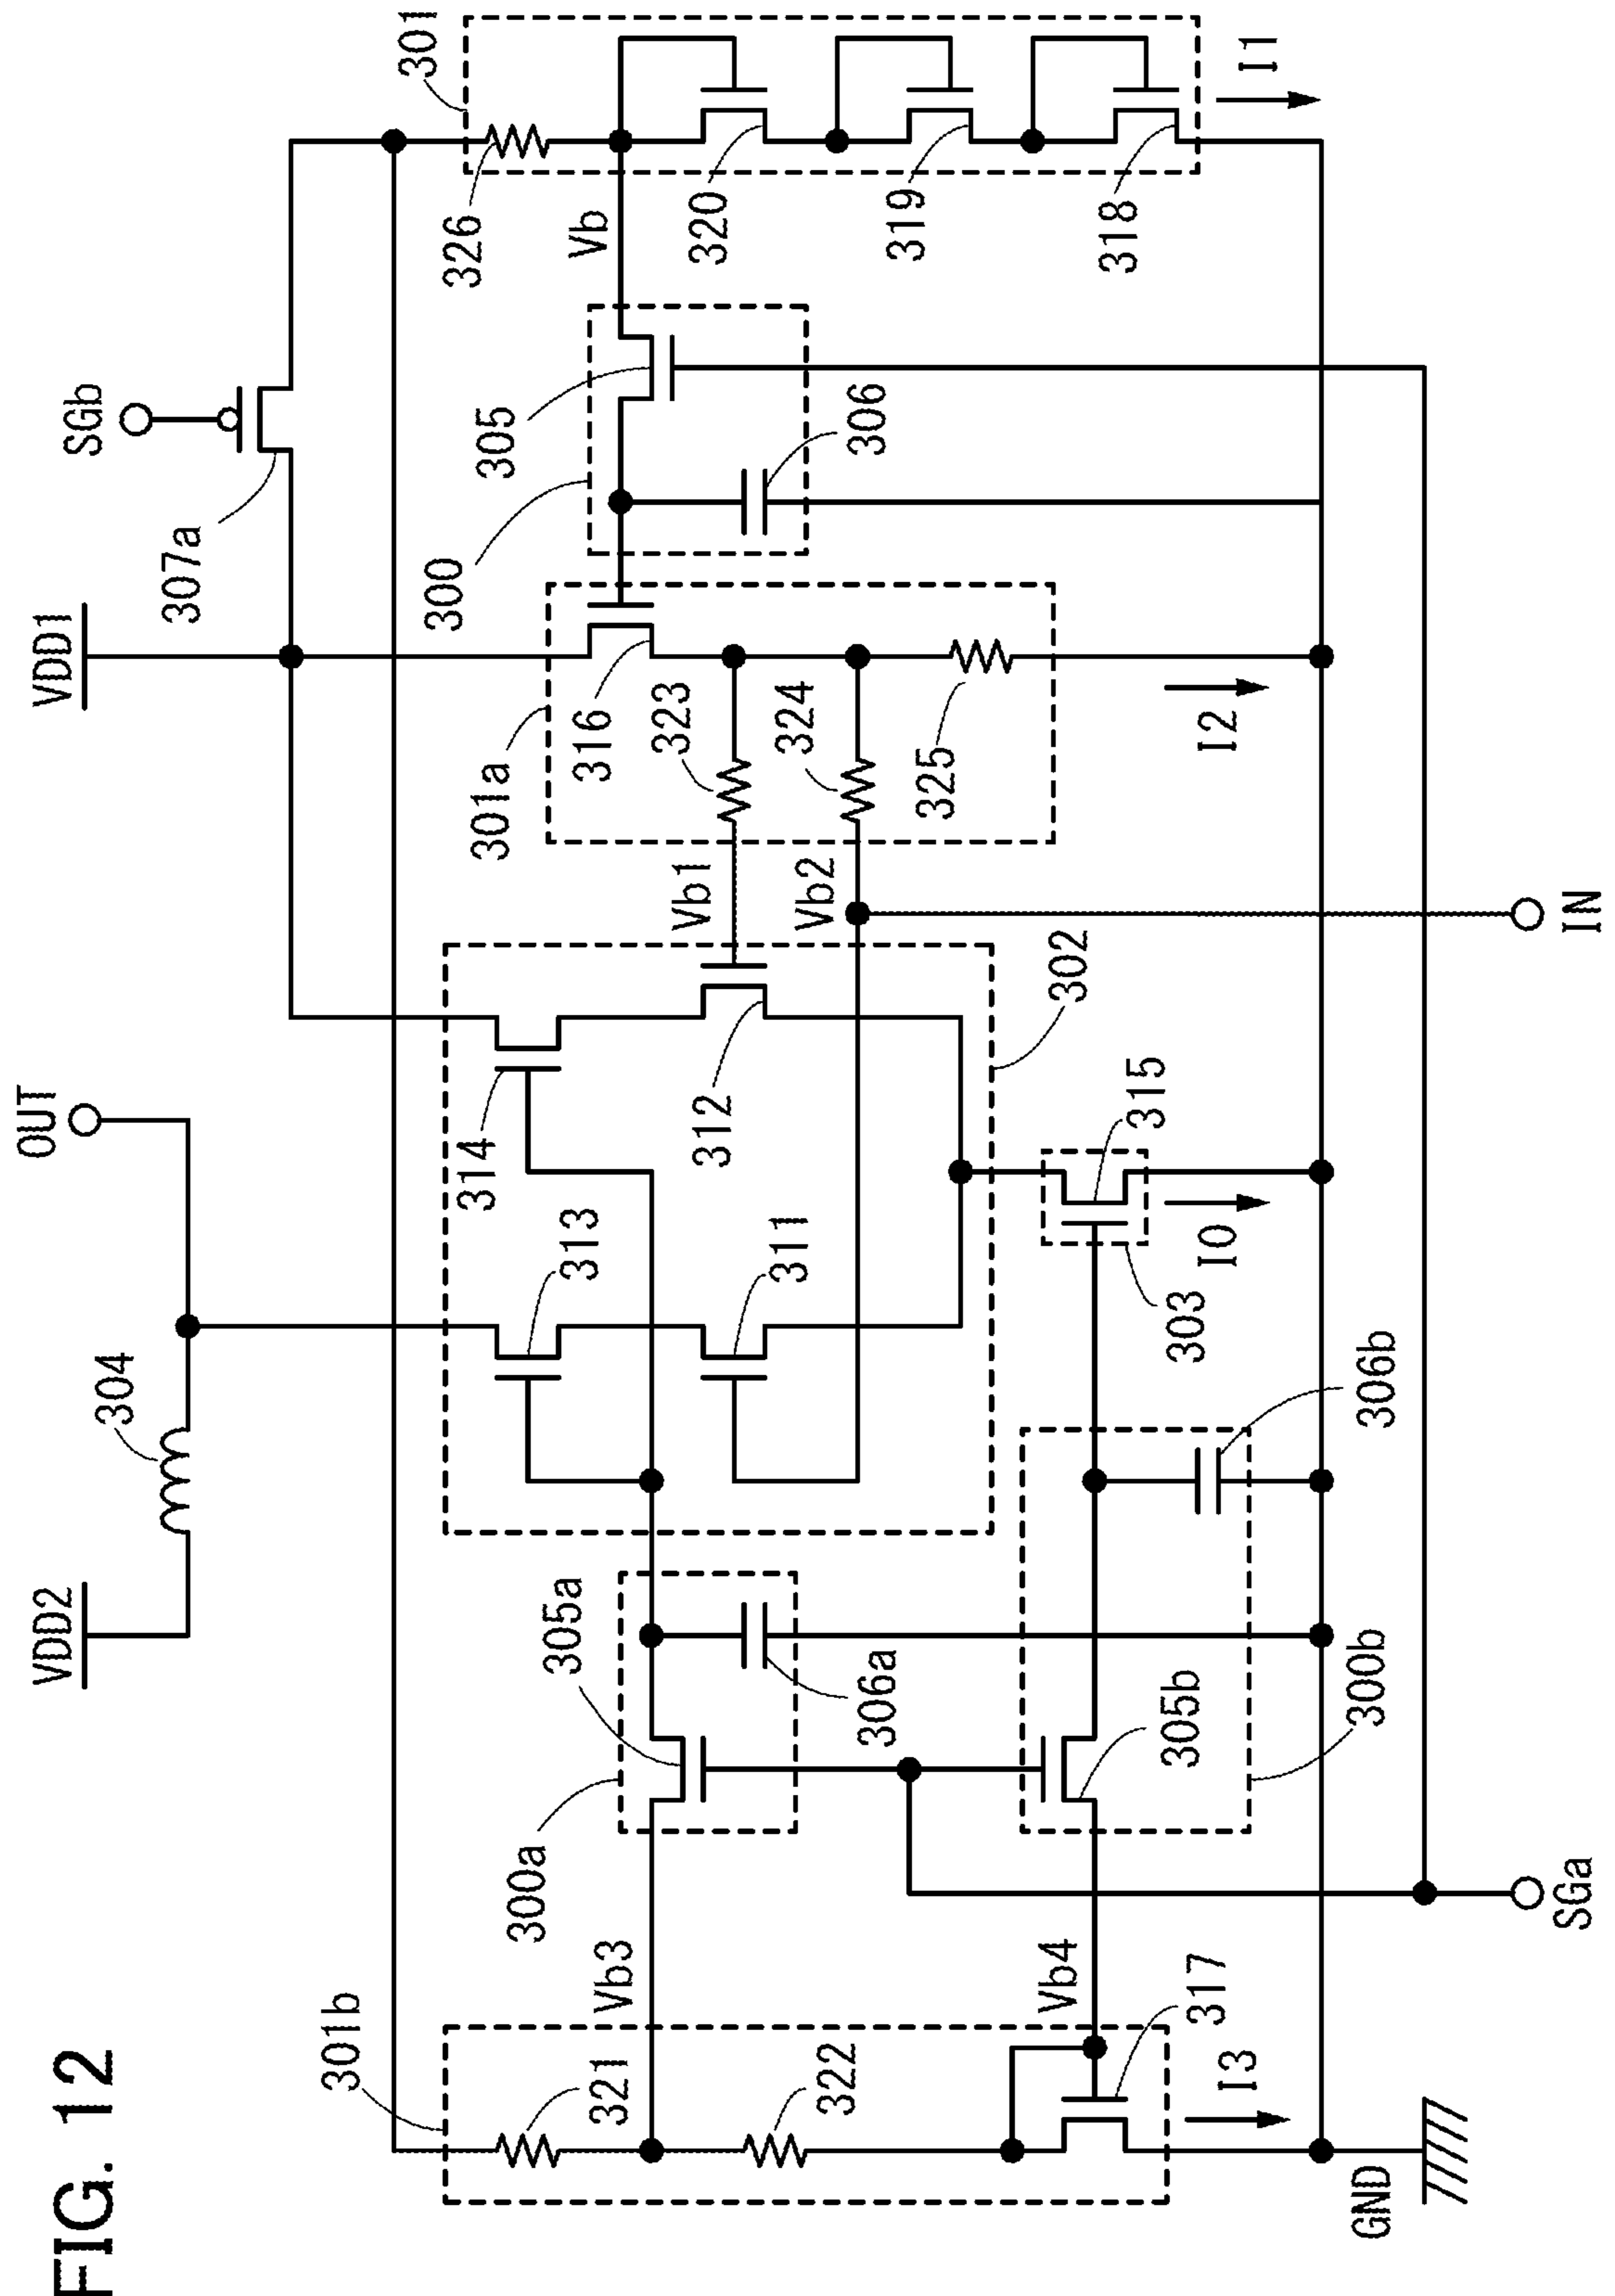 FIG. 12
VDD2
304
OUT
VDD1
SGb
307a
301
301b
321
Vb3
322
Vb4
317
I3
GND
300a
305a
306a
305b
300b
306b
SGa
313
314
311
312
302
303
315
I0
Vb1
Vb2
IN
301a
316
323
324
325
I2
300
305
306
Vb
326
320
319
318
I1